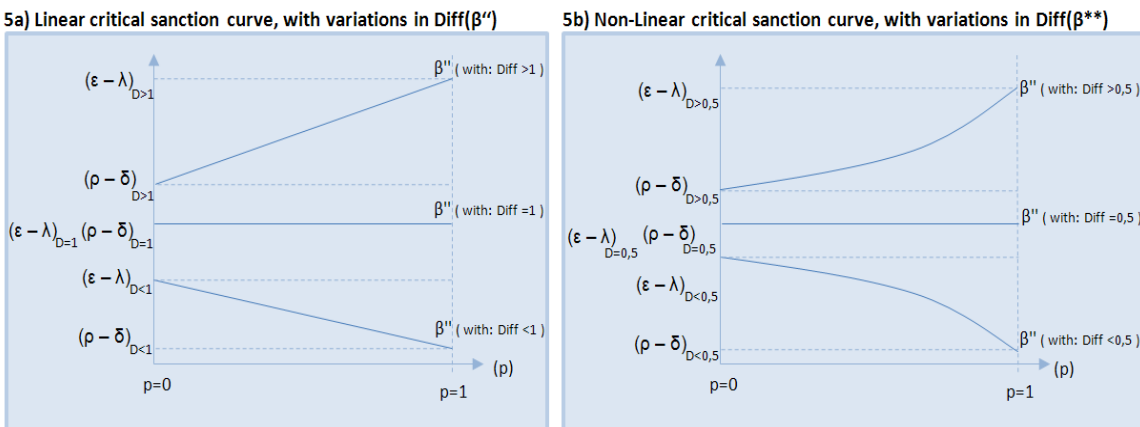 5a) Linear critical sanction curve, with variations in Diff(β‘‘)
β'' ( with: Diff >1 )
(ε – λ) D>1
(ρ – δ) D>1
β'' ( with: Diff =1 )
(ε – λ) D=1 (ρ – δ) D=1
(ε – λ) D<1
β'' ( with: Diff <1 )
(ρ – δ) D<1
(p)
p=0
p=1
5b) Non-Linear critical sanction curve, with variations in Diff(β**)
(ε – λ) D>0,5
β'' ( with: Diff >0,5 )
(ρ – δ) D>0,5
β'' ( with: Diff =0,5 )
(ε – λ) D=0,5 (ρ – δ) D=0,5
(ε – λ) D<0,5
(ρ – δ) D<0,5
β'' ( with: Diff <0,5 )
(p)
p=0
p=1